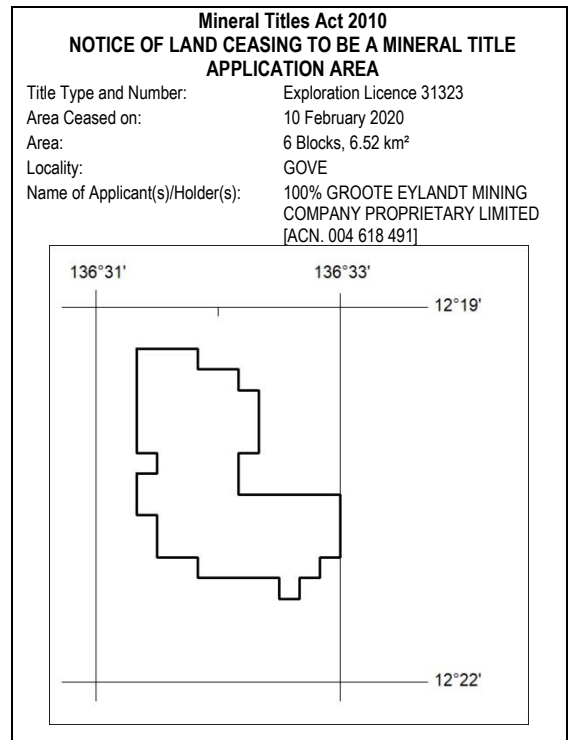 Mineral Titles Act 2010
NOTICE OF LAND CEASING TO BE A MINERAL TITLE
APPLICATION AREA
Title Type and Number: Exploration Licence 31323
Area Ceased on: 10 February 2020
Area: 6 Blocks, 6.52 km²
Locality: GOVE
Name of Applicant(s)/Holder(s): 100% GROOTE EYLANDT MINING
COMPANY PROPRIETARY LIMITED
[ACN. 004 618 491]
136°31' 136°33'
12°19'
12°22'